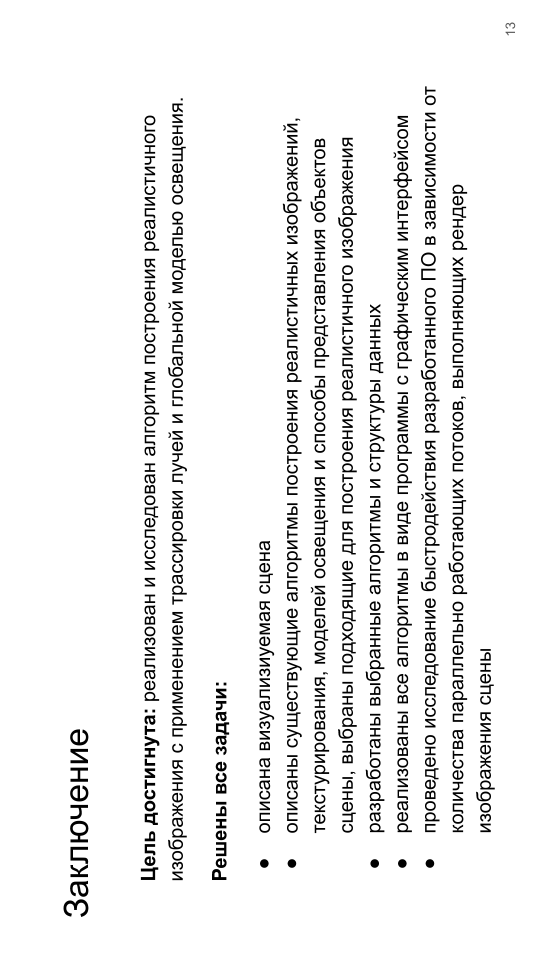 Заключение
Цель достигнута: реализован и исследован алгоритм построения реалистичного
изображения с применением трассировки лучей и глобальной моделью освещения.
Решены все задачи:
● описана визуализиуемая сцена
● описаны существующие алгоритмы построения реалистичных изображений,
текстурирования, моделей освещения и способы представления объектов
сцены, выбраны подходящие для построения реалистичного изображения
● разработаны выбранные алгоритмы и структуры данных
● реализованы все алгоритмы в виде программы с графическим интерфейсом
● проведено исследование быстродействия разработанного ПО в зависимости от
количества параллельно работающих потоков, выполняющих рендер
изображения сцены
13